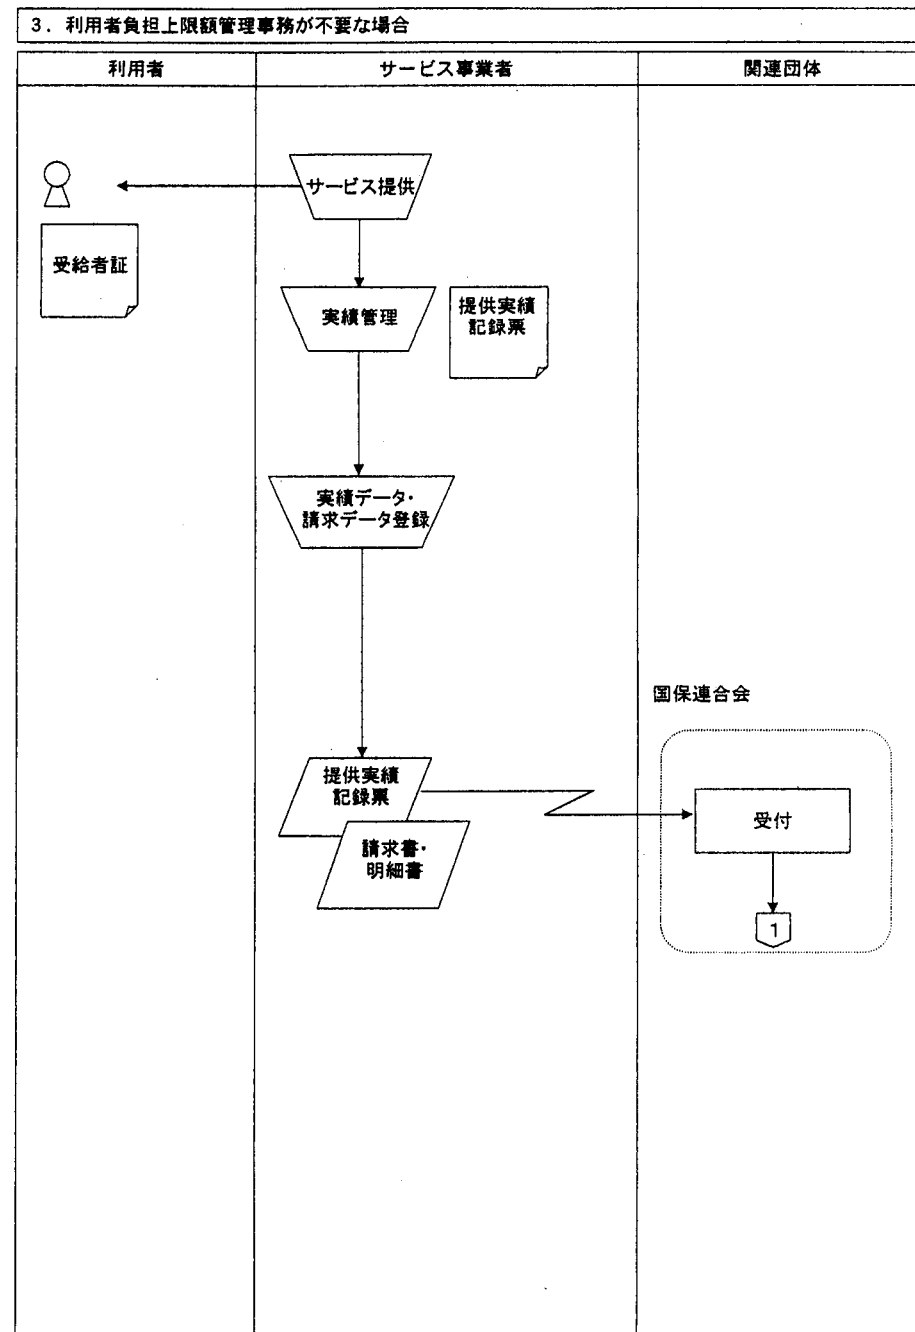 3．利用者負担上限額管理事務が不要な場合
利用者
サービス事業者
関連団体
サービス提供
受給者証
実績管理
提供実績
記録票
実績データ・
請求データ登録
国保連合会
提供実績
記録票
受付
請求書・
明細書
1